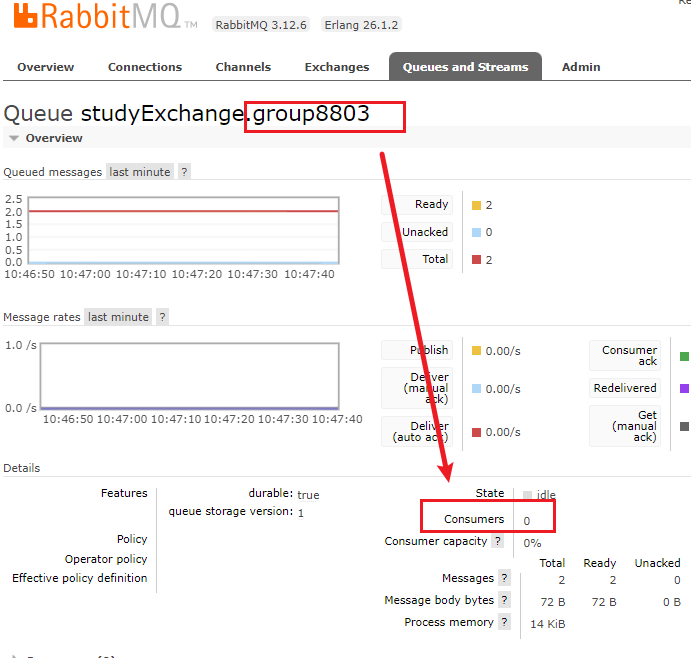 RabbitMQ TM RabbitMQ 3.12.6 Erlang 26.1.2
Overview Connections Channels Exchanges Queues and Streams Admin
Queue studyExchange.group8803
Overview
Queued messages last minute ?
2.5
2.0
1.5
1.0
0.5
0.0
10:46:50 10:47:00 10:47:10 10:47:20 10:47:30 10:47:40
Ready 2
Unacked 0
Total 2
Message rates last minute ?
1.0 /s
0.0 /s
10:46:50 10:47:00 10:47:10 10:47:20 10:47:30 10:47:40
Publish 0.00/s
Deliver
(manual 0.00/s
ack)
Deliver
(auto ack) 0.00/s
Consumer
ack
Redelivered
Get
(manual
ack)
Details
Features durable: true
queue storage version: 1
Policy
Operator policy
Effective policy definition
State idle
Consumers 0
Consumer capacity ? 0%
Total Ready Unacked
Messages ? 2 2 0
Message body bytes ? 72 B 72 B 0 B
Process memory ? 14 KiB